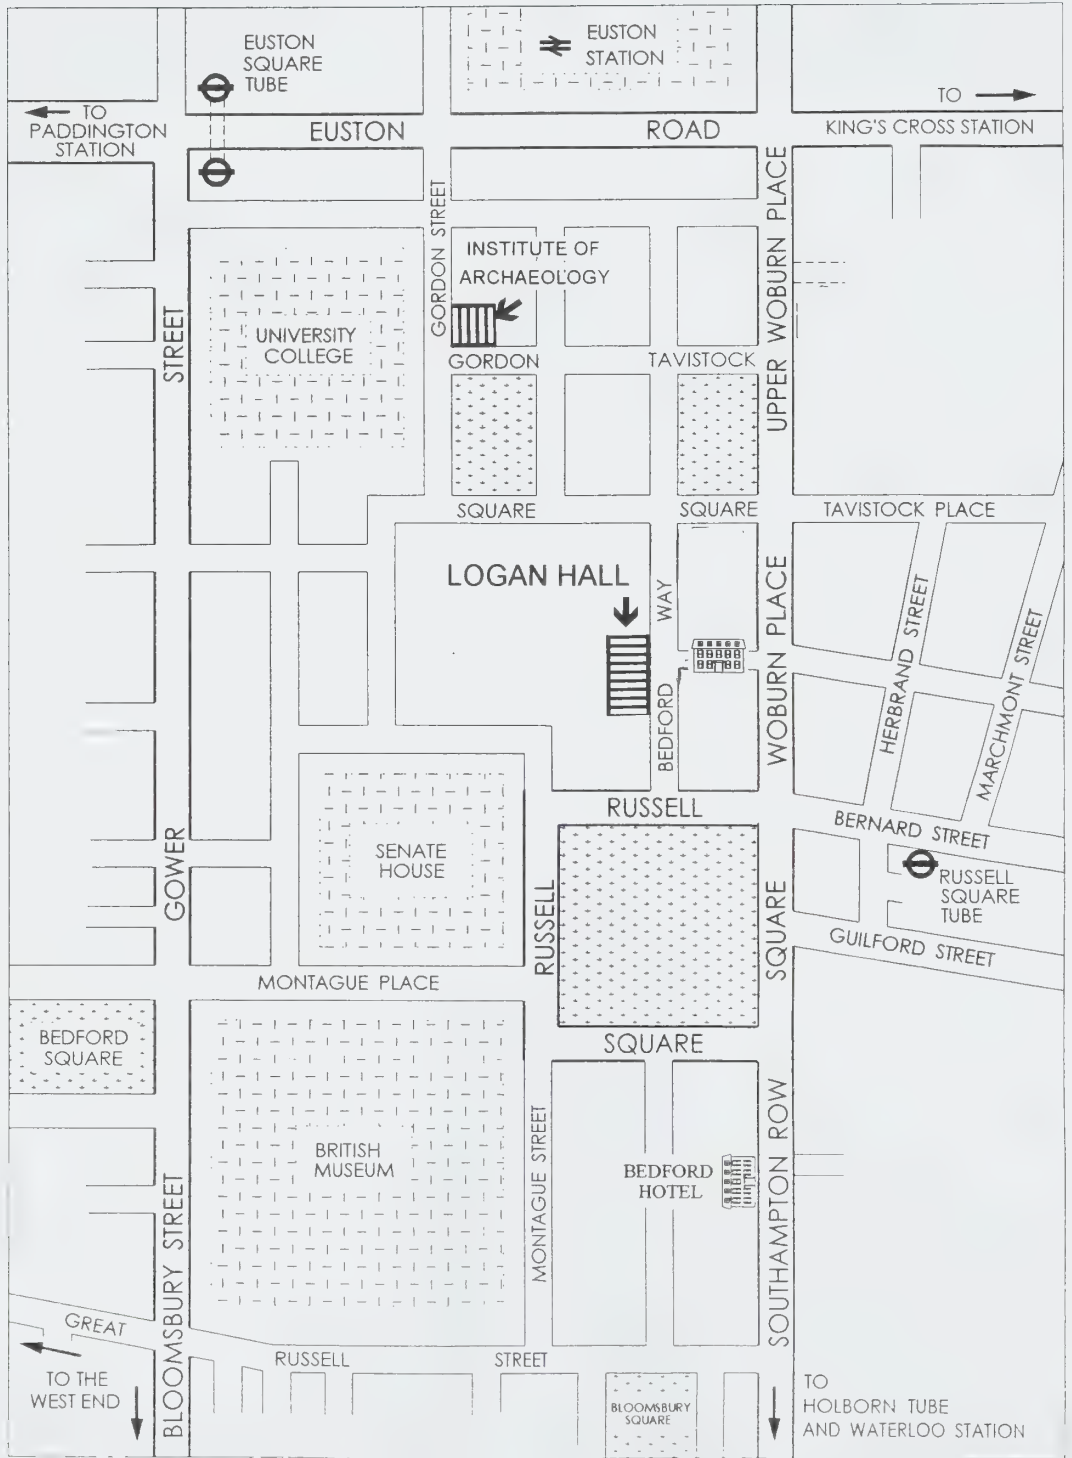 EUSTON
SQUARE
TUBE
EUSTON
STATION
TO
PADDINGTON
STATION
EUSTON ROAD
TO
KING'S CROSS STATION
GORDON STREET
UPPER WOBURN PLACE
INSTITUTE OF
ARCHAEOLOGY
STREET
UNIVERSITY
COLLEGE
GORDON
TAVISTOCK
SQUARE
SQUARE
TAVISTOCK PLACE
LOGAN HALL
WAY
BEDFORD
WOBURN PLACE
HERBRAND STREET
MARCHMONT STREET
RUSSELL
BERNARD STREET
GOWER
SENATE
HOUSE
RUSSELL
SQUARE
RUSSELL
SQUARE
TUBE
GUILFORD STREET
MONTAGUE PLACE
BEDFORD
SQUARE
SQUARE
BRITISH
MUSEUM
MONTAGUE STREET
BEDFORD
HOTEL
SOUTHAMPTON ROW
BLOOMSBURY STREET
GREAT
RUSSELL STREET
TO THE
WEST END
BLOOMSBURY
SQUARE
TO
HOLBORN TUBE
AND WATERLOO STATION